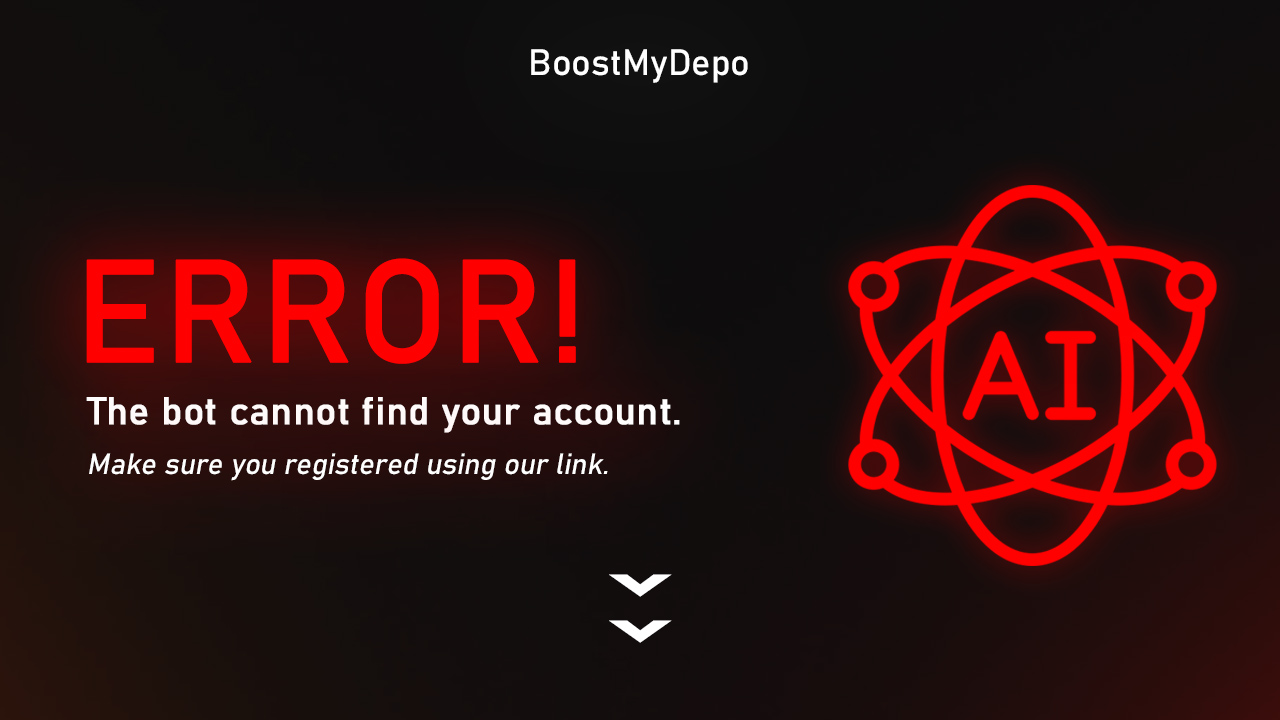 BoostMyDepo
ERROR!
The bot cannot find your account.
Make sure you registered using our link.
AI